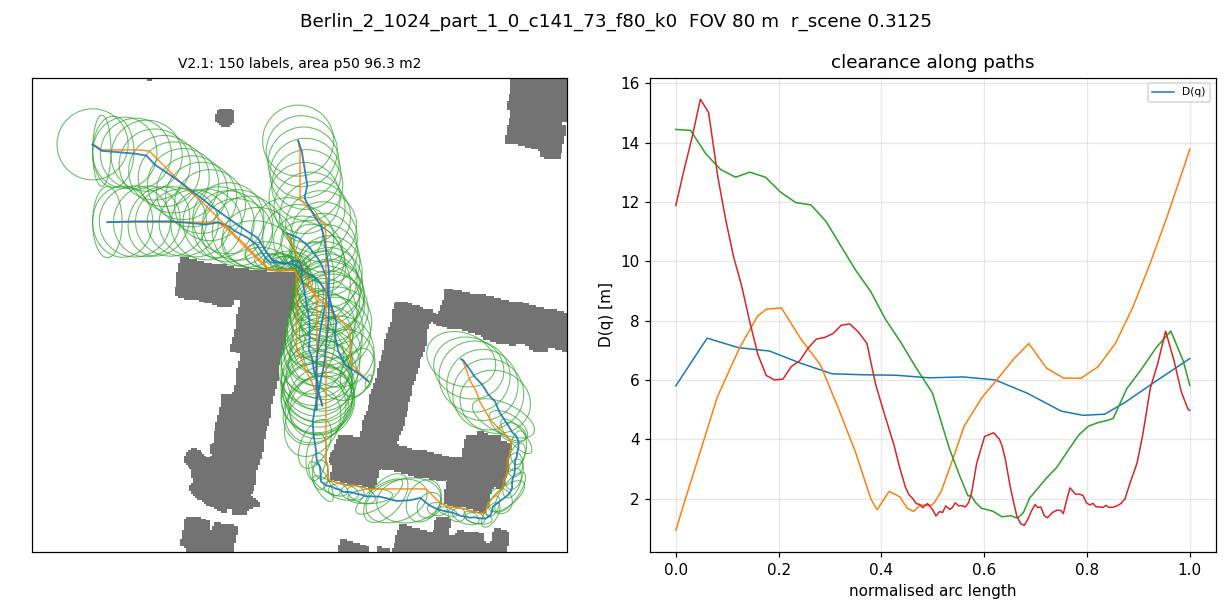 Berlin_2_1024_part_1_0_c141_73_f80_k0  FOV 80 m  r_scene 0.3125
V2.1: 150 labels, area p50 96.3 m2
clearance along paths
D(q)
D(q) [m]
16
14
12
10
8
6
4
2
0.0 0.2 0.4 0.6 0.8 1.0
normalised arc length